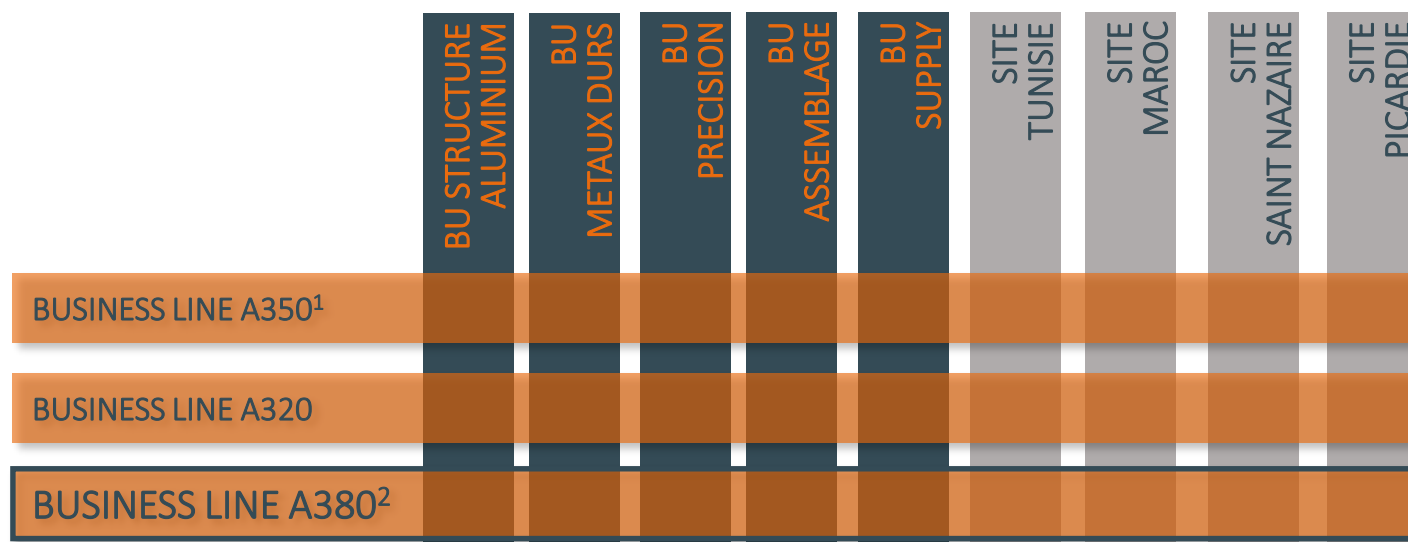 BU STRUCTURE
ALUMINIUM
BU
METAUX DURS
BU
PRECISION
BU
ASSEMBLAGE
BU
SUPPLY
SITE
TUNISIE
SITE
MAROC
SITE
SAINT NAZAIRE
SITE
PICARDIE
BUSINESS LINE A350¹
BUSINESS LINE A320
BUSINESS LINE A380²